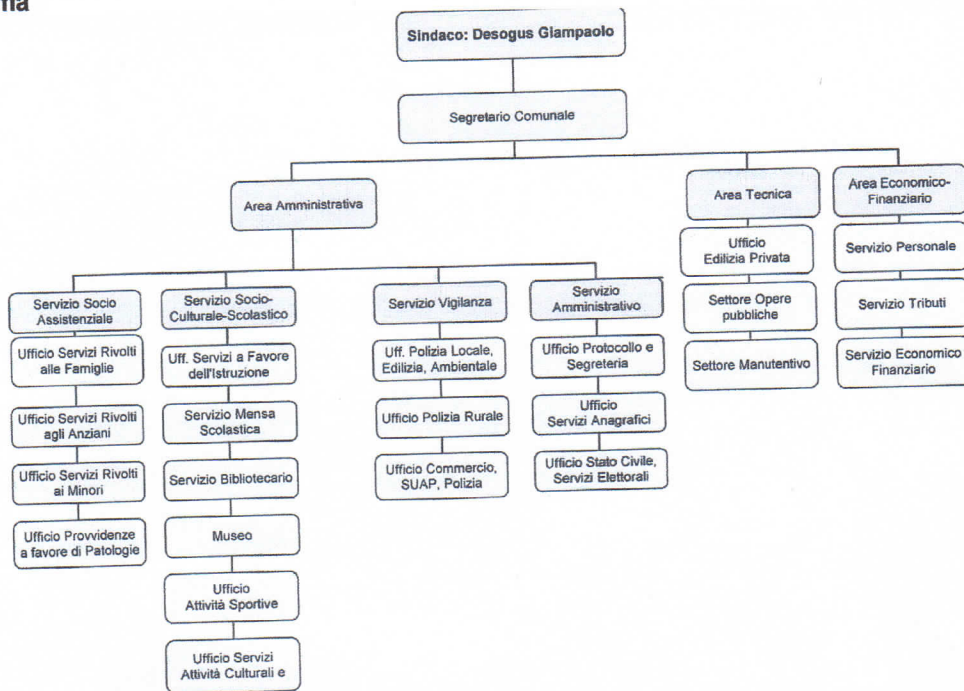 Sindaco: Desogus Giampaolo
Segretario Comunale
Area Amministrativa
Area Tecnica
Area Economico-
Finanziario
Ufficio
Edilizia Privata
Settore Opere
pubbliche
Settore Manutentivo
Servizio Personale
Servizio Tributi
Servizio Economico
Finanziario
Servizio Socio
Assistenziale
Ufficio Servizi Rivolti
alle Famiglie
Ufficio Servizi Rivolti
agli Anziani
Ufficio Servizi Rivolti
ai Minori
Ufficio Provvidenze
a favore di Patologie
Servizio Socio-
Culturale-Scolastico
Uff. Servizi a Favore
dell'Istruzione
Servizio Mensa
Scolastica
Servizio Bibliotecario
Museo
Ufficio
Attività Sportive
Ufficio Servizi
Attività Culturali e
Servizio Vigilanza
Uff. Polizia Locale,
Edilizia, Ambientale
Ufficio Polizia Rurale
Ufficio Commercio,
SUAP, Polizia
Servizio
Amministrativo
Ufficio Protocollo e
Segreteria
Ufficio
Servizi Anagrafici
Ufficio Stato Civile,
Servizi Elettorali